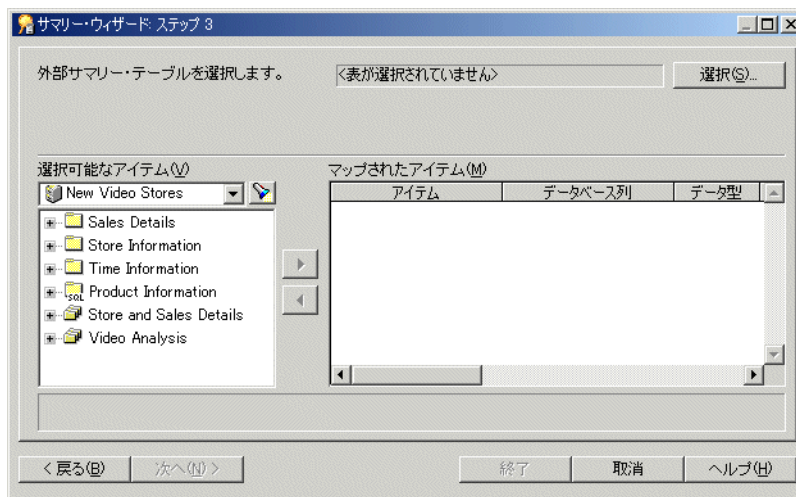 サマリー・ウィザード: ステップ 3
外部サマリー・テーブルを選択します。
<表が選択されていません>
選択(S)...
選択可能なアイテム(V)
マップされたアイテム(M)
New Video Stores
アイテム
データベース列
データ型
Sales Details
Store Information
Time Information
SQL
Product Information
Store and Sales Details
Video Analysis
< 戻る(B)
次へ(N) >
終了
取消
ヘルプ(H)